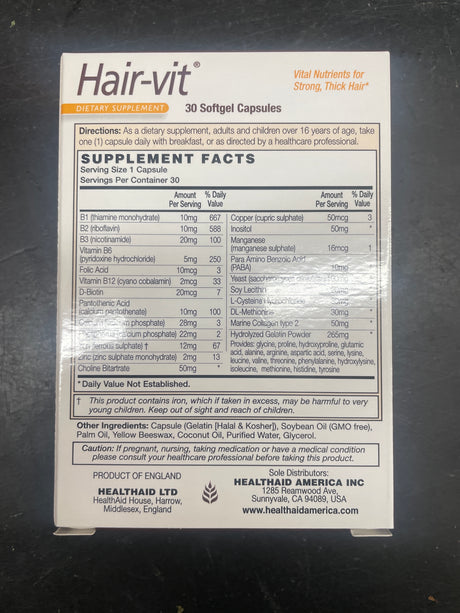 Hair-vit®
DIETARY SUPPLEMENT
30 Softgel Capsules
Vital Nutrients for
Strong, Thick Hair*
Directions: As a dietary supplement, adults and children over 16 years of age, take
one (1) capsule daily with breakfast, or as directed by a healthcare professional.
SUPPLEMENT FACTS
Serving Size 1 Capsule
Servings Per Container 30
Amount Per Serving % Daily Value
B1 (thiamine monohydrate) 10mg 667
B2 (riboflavin) 10mg 588
B3 (nicotinamide) 20mg 100
Vitamin B6
(pyridoxine hydrochloride) 5mg 250
Folic Acid 10mcg 3
Vitamin B12 (cyano cobalamin) 2mcg 33
D-Biotin 20mcg 7
Pantothenic Acid
(calcium pantothenate) 10mg 100
phosphate) 28mg 3
phosphate) 22mg 2
(ferrous sulphate) † 12mg 67
Zinc (zinc sulphate monohydrate) 2mg 13
Choline Bitartrate 50mg *
Amount Per Serving % Daily Value
Copper (cupric sulphate) 50mcg 3
Inositol 50mg *
Manganese
(manganese sulphate) 16mcg 1
Para Amino Benzoic Acid
(PABA) 10mg
Yeast
Soy Lecithin
L-Cysteine
DL-Methionine 30mg *
Marine Collagen type 2 50mg *
Hydrolyzed Gelatin Powder 265mg *
Provides: glycine, proline, hydroxyproline, glutamic
acid, alanine, arginine, aspartic acid, serine, lysine,
leucine, valine, threonine, phenylalanine, hydroxylysine,
isoleucine, methionine, histidine, tyrosine
*Daily Value Not Established.
† This product contains iron, which if taken in excess, may be harmful to very
young children. Keep out of sight and reach of children.
Other Ingredients: Capsule (Gelatin [Halal & Kosher]), Soybean Oil (GMO free),
Palm Oil, Yellow Beeswax, Coconut Oil, Purified Water, Glycerol.
Caution: If pregnant, nursing, taking medication or have a medical condition
please consult your healthcare professional before taking this product.
PRODUCT OF ENGLAND
HEALTHAID LTD
HealthAid House, Harrow,
Middlesex, England
Sole Distributors:
HEALTHAID AMERICA INC
1285 Reamwood Ave,
Sunnyvale, CA 94089, USA
www.healthaidamerica.com